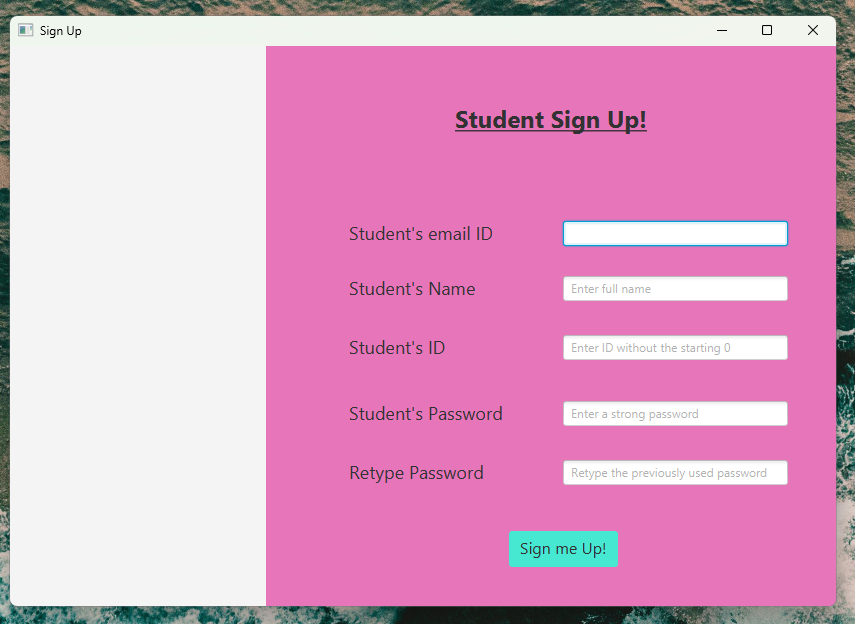 Sign Up
Student Sign Up!
Student's email ID
Student's Name
Enter full name
Student's ID
Enter ID without the starting 0
Student's Password
Enter a strong password
Retype Password
Retype the previously used password
Sign me Up!